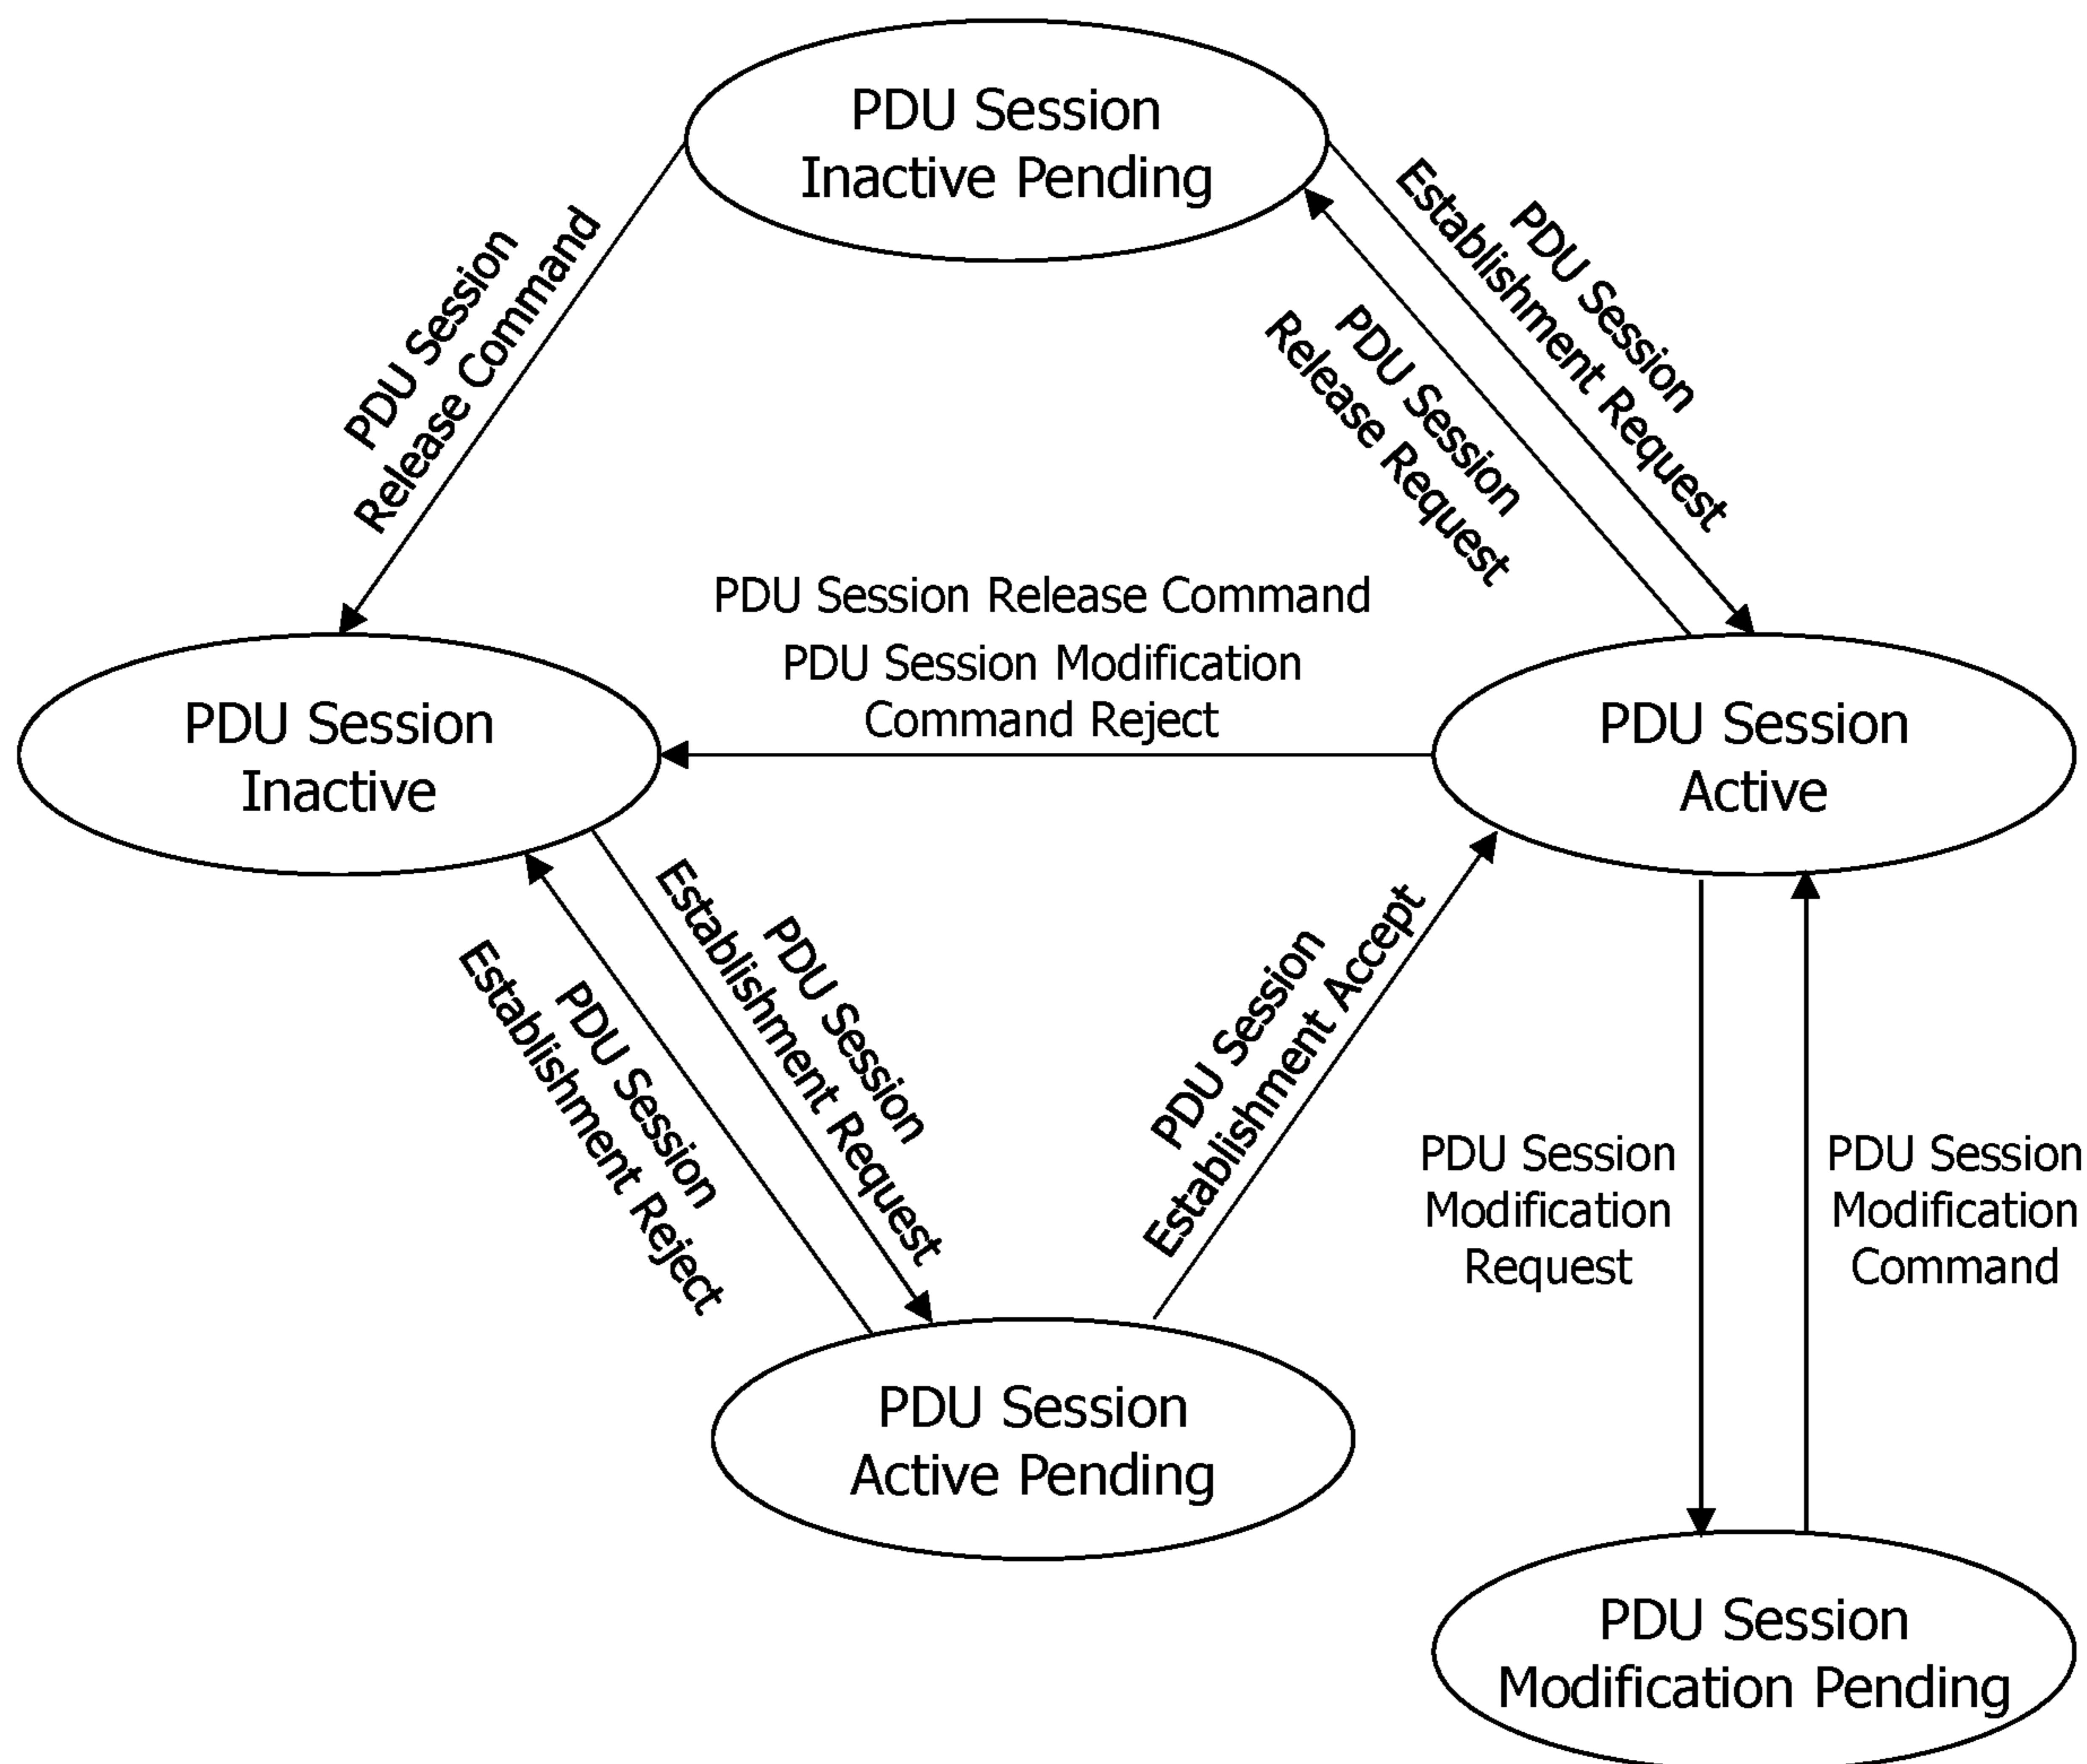 PDU Session
Inactive Pending
PDU Session
Release Command
PDU Session
Establishment Request
PDU Session
Release Request
PDU Session Release Command
PDU Session Modification
Command Reject
PDU Session
Inactive
PDU Session
Active
PDU Session
Establishment Request
PDU Session
Establishment Reject
PDU Session
Establishment Accept
PDU Session
Modification
Request
PDU Session
Modification
Command
PDU Session
Active Pending
PDU Session
Modification Pending